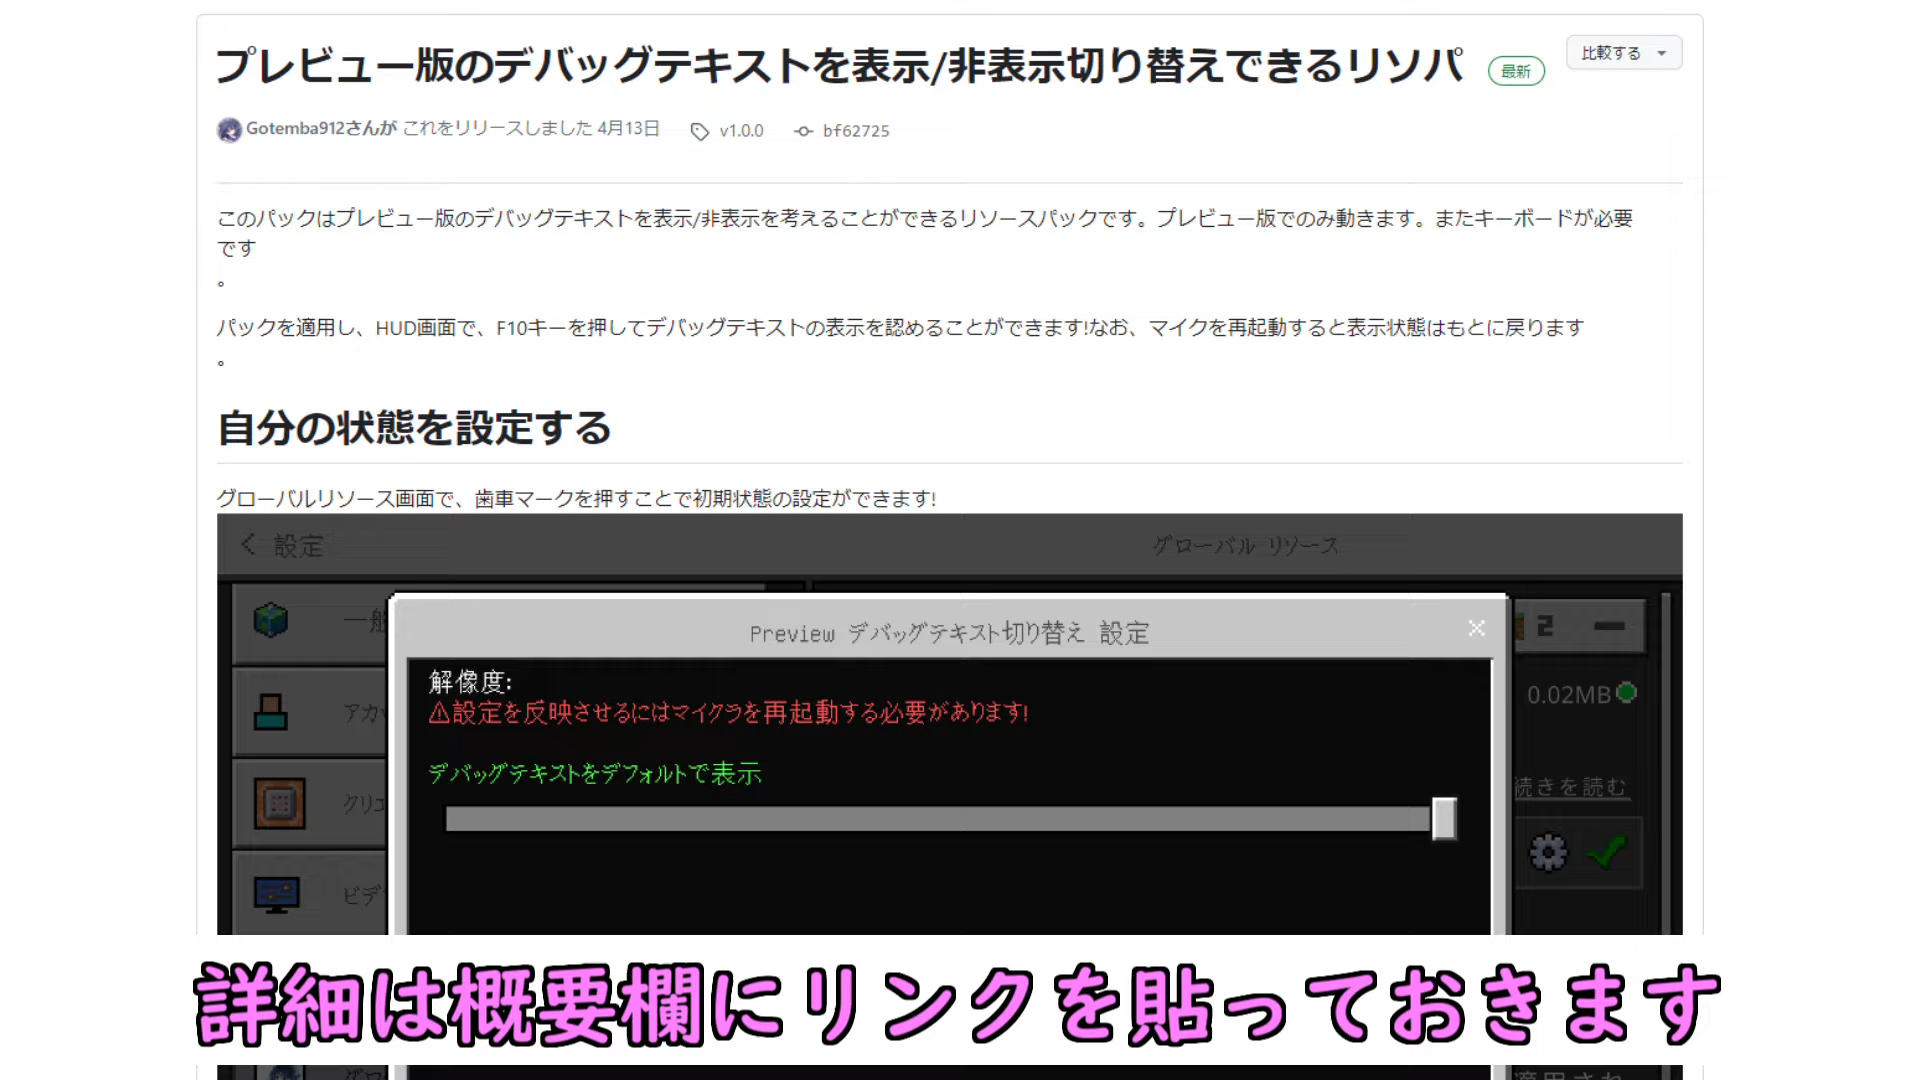 プレビュー版のデバッグテキストを表示/非表示切り替えできるリソパ 最新 比較する
Gotemba912さんが これをリリースしました 4月13日 v1.0.0 bf62725
このパックはプレビュー版のデバッグテキストを表示/非表示を考えることができるリソースパックです。プレビュー版でのみ動きます。またキーボードが必要
です
。
パックを適用し、HUD画面で、F10キーを押してデバッグテキストの表示を認めることができます!なお、マイクを再起動すると表示状態はもとに戻ります
。
自分の状態を設定する
グローバルリソース画面で、歯車マークを押すことで初期状態の設定ができます!
設定 グローバル リソース
一般
Preview デバッグテキスト切り替え 設定
2
解像度:
0.02MB
アカ
⚠設定を反映させるにはマイクラを再起動する必要があります!
デバッグテキストをデフォルトで表示
続きを読む
クリエ
ビデ
詳細は概要欄にリンクを貼っておきます
グロ